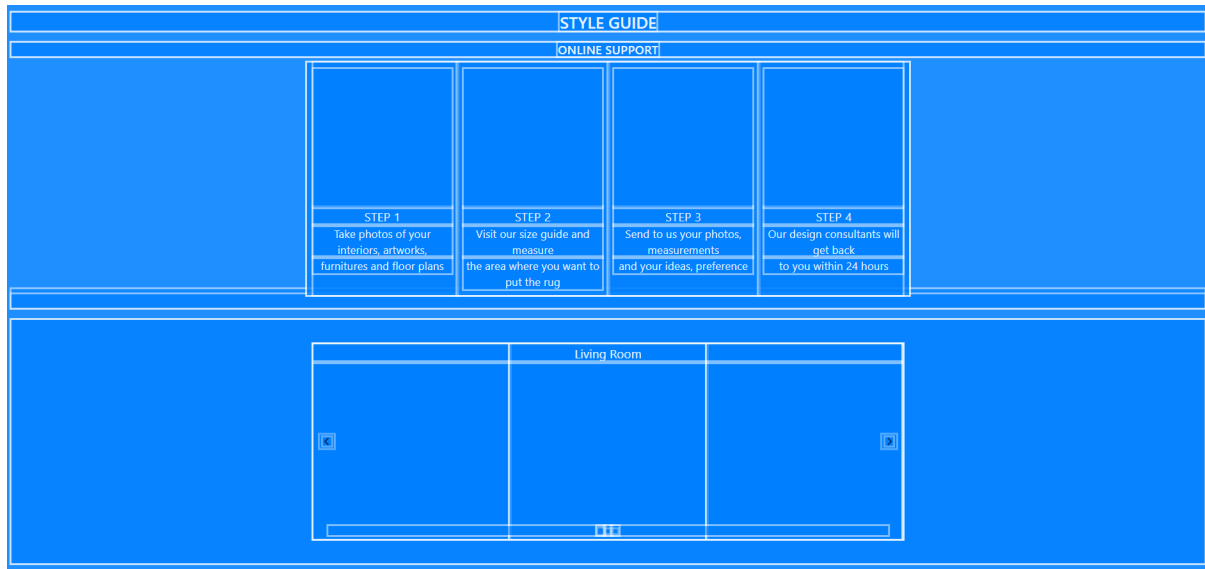 STYLE GUIDE
ONLINE SUPPORT
STEP 1
Take photos of your
interiors, artworks,
furnitures and floor plans
STEP 2
Visit our size guide and
measure
the area where you want to
put the rug
STEP 3
Send to us your photos,
measurements
and your ideas, preference
STEP 4
Our design consultants will
get back
to you within 24 hours
Living Room